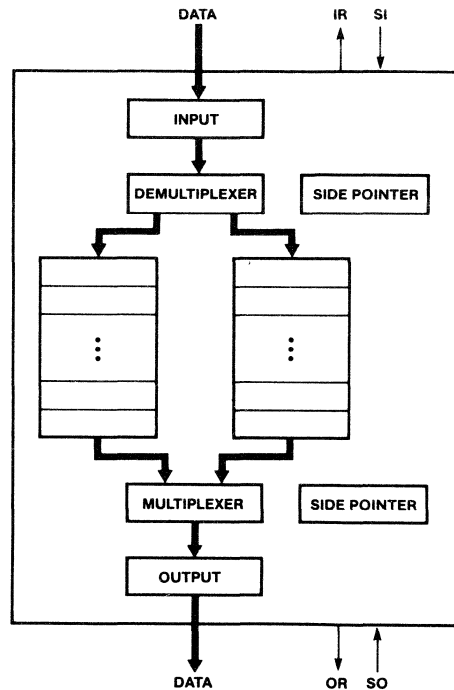 DATA IR SI
INPUT
DEMULTIPLEXER SIDE POINTER
MULTIPLEXER SIDE POINTER
OUTPUT
DATA OR SO